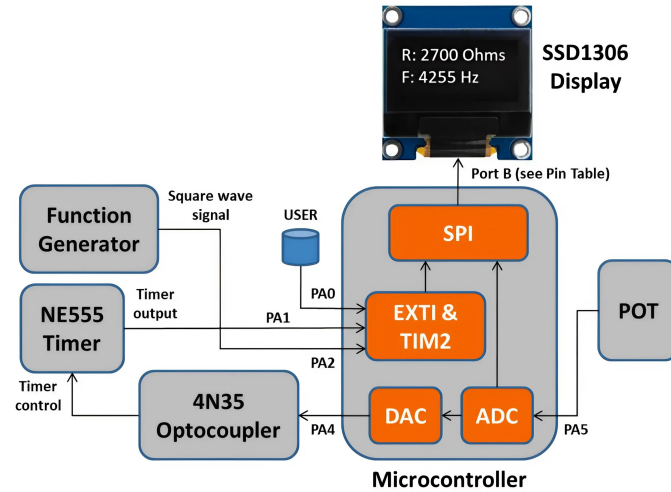 R: 2700 Ohms
F: 4255 Hz
SSD1306
Display
Port B (see Pin Table)
Square wave
signal
Function
Generator
USER
SPI
PA0
Timer
output
PA1
EXTI &
TIM2
NE555
Timer
POT
PA2
Timer
control
4N35
Optocoupler
PA4
DAC
ADC
PA5
Microcontroller